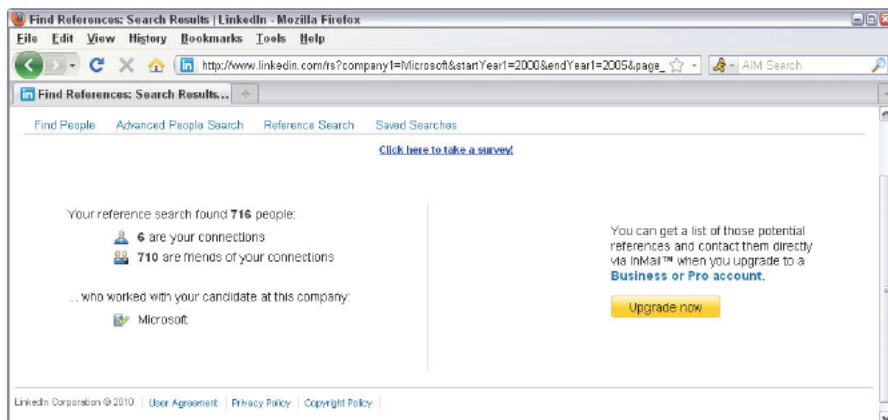 Find References: Search Results | LinkedIn - Mozilla Firefox
File Edit View History Bookmarks Tools Help
http://www.linkedin.com/rs?company1=Microsoft&startYear1=2000&endYear1=2005&page_
AIM Search
Find References: Search Results...
Find People Advanced People Search Reference Search Saved Searches
Click here to take a survey!
Your reference search found 716 people:
6 are your connections
710 are friends of your connections
... who worked with your candidate at this company:
Microsoft
You can get a list of those potential
references and contact them directly
via InMail™ when you upgrade to a
Business or Pro account.
Upgrade now
LinkedIn Corporation © 2010 | User Agreement | Privacy Policy | Copyright Policy |